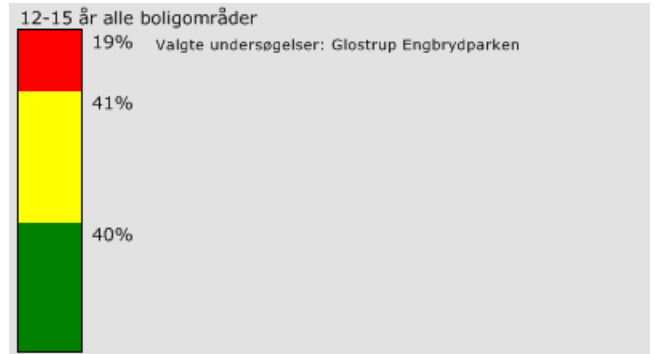 12-15 år alle boligområder
19% Valgte undersøgelser: Glostrup Engbrydparken
41%
40%